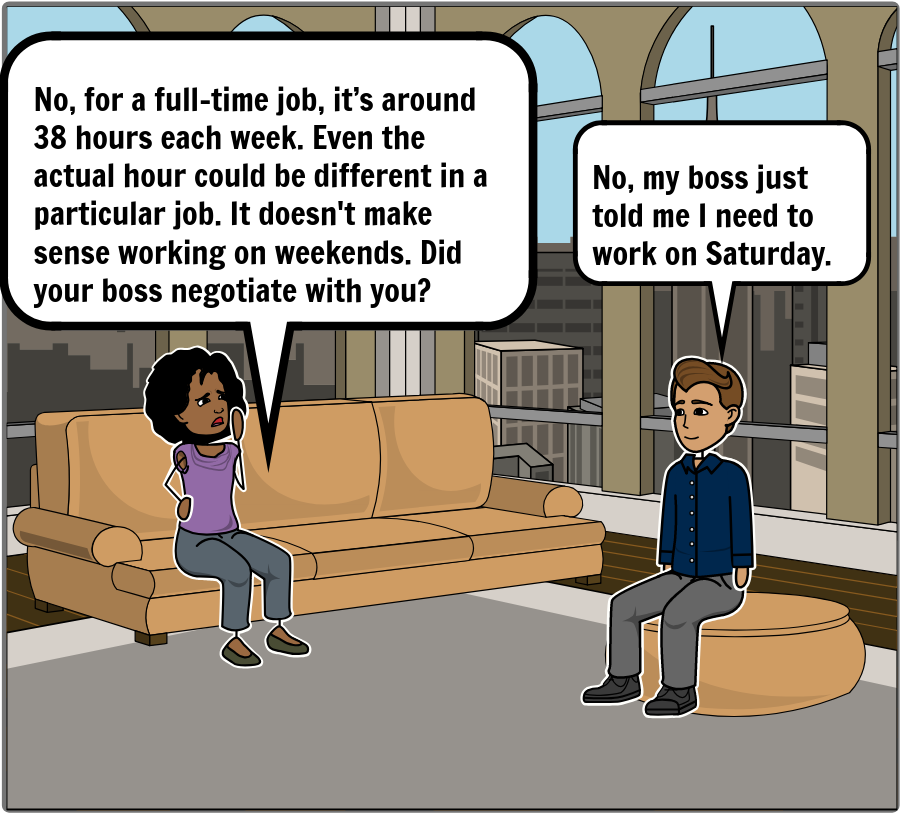 No, for a full-time job, it’s around
38 hours each week. Even the
actual hour could be different in a
particular job. It doesn't make
sense working on weekends. Did
your boss negotiate with you?
No, my boss just
told me I need to
work on Saturday.